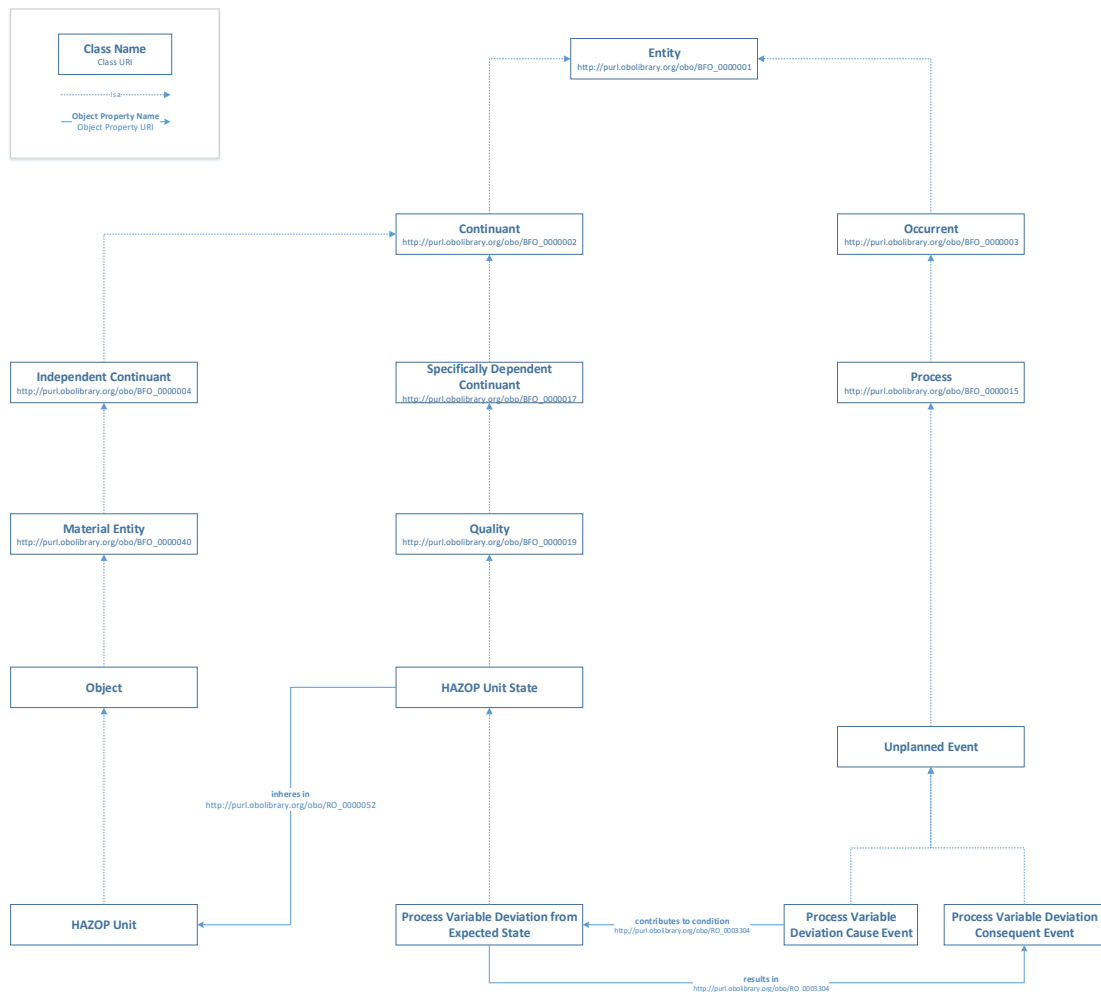 Class Name
Class URI
Is a
Object Property Name
Object Property URI
Entity
http://purl.obolibrary.org/obo/BFO_0000001
Continuant
http://purl.obolibrary.org/obo/BFO_0000002
Occurrent
http://purl.obolibrary.org/obo/BFO_0000003
Independent Continuant
http://purl.obolibrary.org/obo/BFO_0000004
Specifically Dependent
Continuant
http://purl.obolibrary.org/obo/BFO_0000017
Process
http://purl.obolibrary.org/obo/BFO_0000015
Material Entity
http://purl.obolibrary.org/obo/BFO_0000040
Quality
http://purl.obolibrary.org/obo/BFO_0000019
Object
HAZOP Unit State
Unplanned Event
inheres in
http://purl.obolibrary.org/obo/RO_0000052
HAZOP Unit
Process Variable Deviation from
Expected State
contributes to condition
http://purl.obolibrary.org/obo/RO_0003304
Process Variable
Deviation Cause Event
Process Variable Deviation
Consequent Event
results in
http://purl.obolibrary.org/obo/RO_0003304